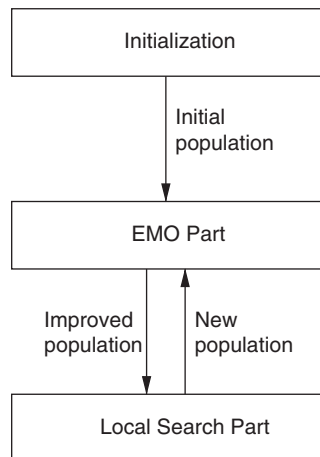 Initialization
Initial
population
EMO Part
Improved
population
New
population
Local Search Part